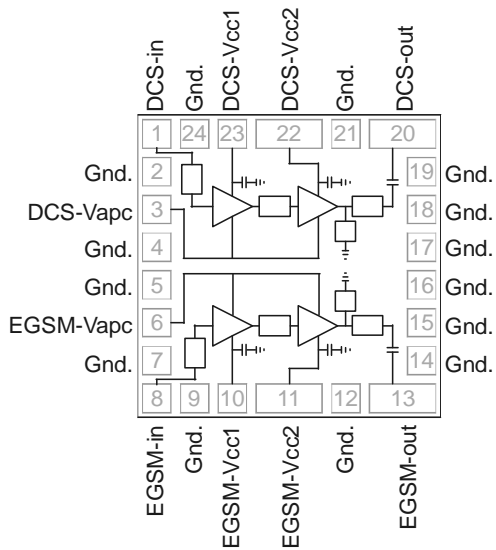 DCS-in
Gnd.
DCS-Vcc1
DCS-Vcc2
Gnd.
DCS-out
1
24
23
22
21
20
Gnd.
2
19
Gnd.
DCS-Vapc
3
18
Gnd.
Gnd.
4
17
Gnd.
Gnd.
5
16
Gnd.
EGSM-Vapc
6
15
Gnd.
Gnd.
7
14
Gnd.
8
9
10
11
12
13
EGSM-in
Gnd.
EGSM-Vcc1
EGSM-Vcc2
Gnd.
EGSM-out